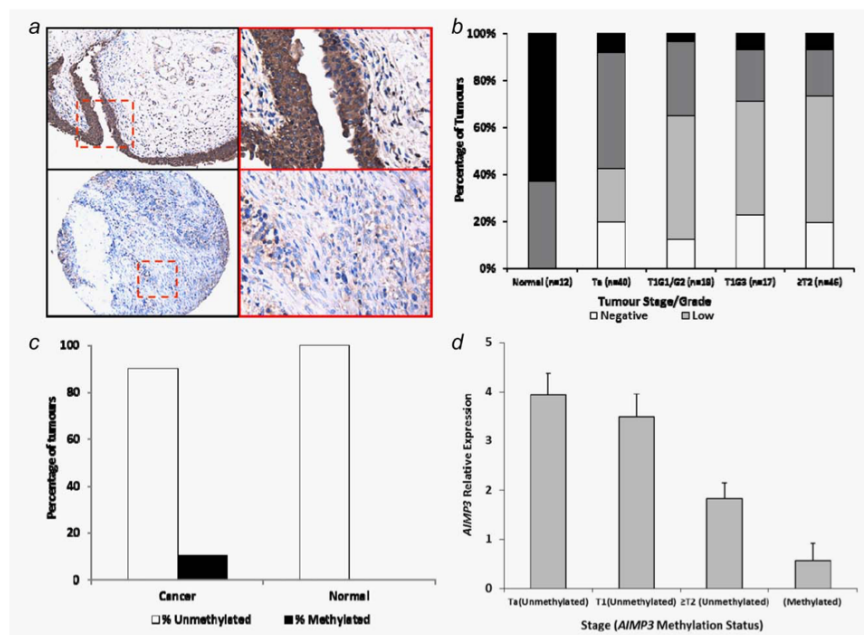 a
b
100%
80%
60%
40%
20%
0%
Percentage of Tumours
Normal (n=12)
Ta (n=40)
T1G1/G2 (n=19)
T1G3 (n=17)
≥T2 (n=46)
Tumour Stage/Grade
Negative
Low
c
100
80
60
40
20
0
Percentage of tumours
Cancer
Normal
% Unmethylated
% Methylated
d
5
4
3
2
1
0
AIMP3 Relative Expression
Ta(Unmethylated)
T1(Unmethylated)
≥T2 (Unmethylated)
(Methylated)
Stage (AIMP3 Methylation Status)